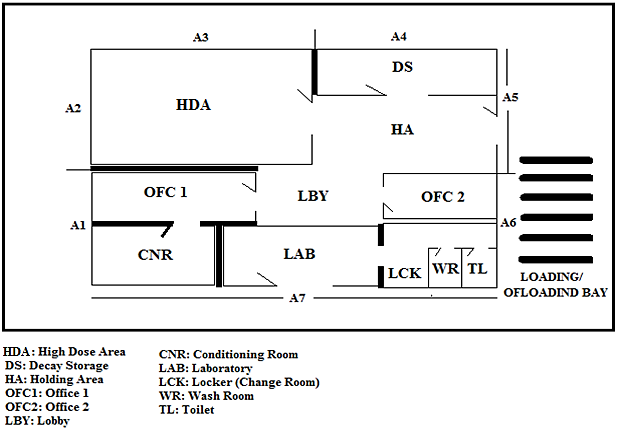 A3
A4
DS
A2
HDA
A5
HA
OFC 1
LBY
OFC 2
A1
A6
CNR
LAB
LCK
WR
TL
LOADING/
OFLOADIND BAY
A7
HDA: High Dose Area
DS: Decay Storage
HA: Holding Area
OFC1: Office 1
OFC2: Office 2
LBY: Lobby
CNR: Conditioning Room
LAB: Laboratory
LCK: Locker (Change Room)
WR: Wash Room
TL: Toilet